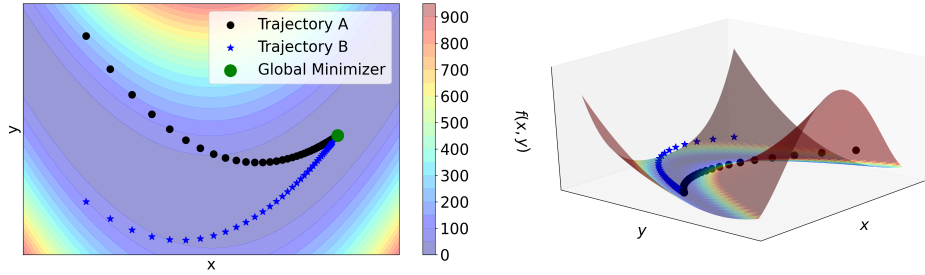 Trajectory A
Trajectory B
Global Minimizer
y
x
900
800
700
600
500
400
300
200
100
0
f(x, y)
y
x